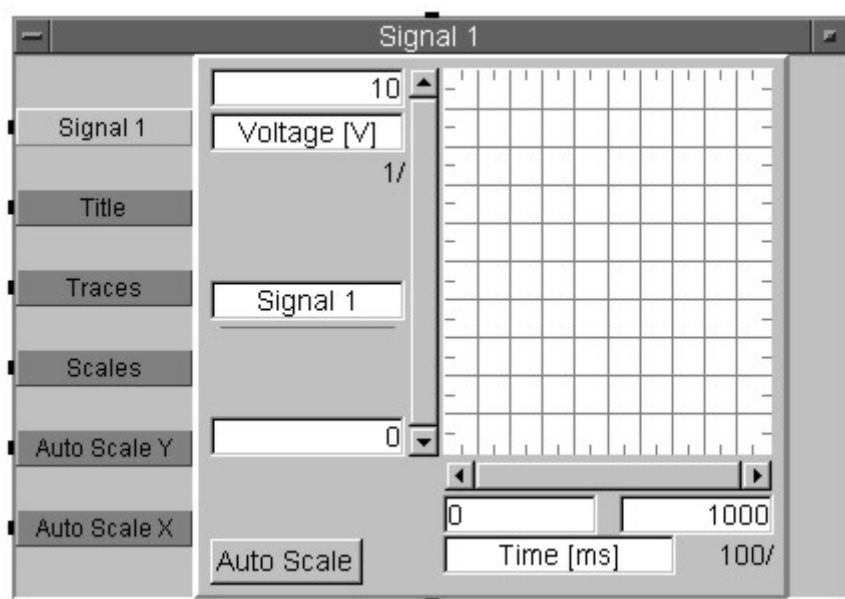 Signal 1
Signal 1
Title
Traces
Scales
Auto Scale Y
Auto Scale X
10
Voltage [V]
1/
Signal 1
0
Auto Scale
0 1000
Time [ms] 100/